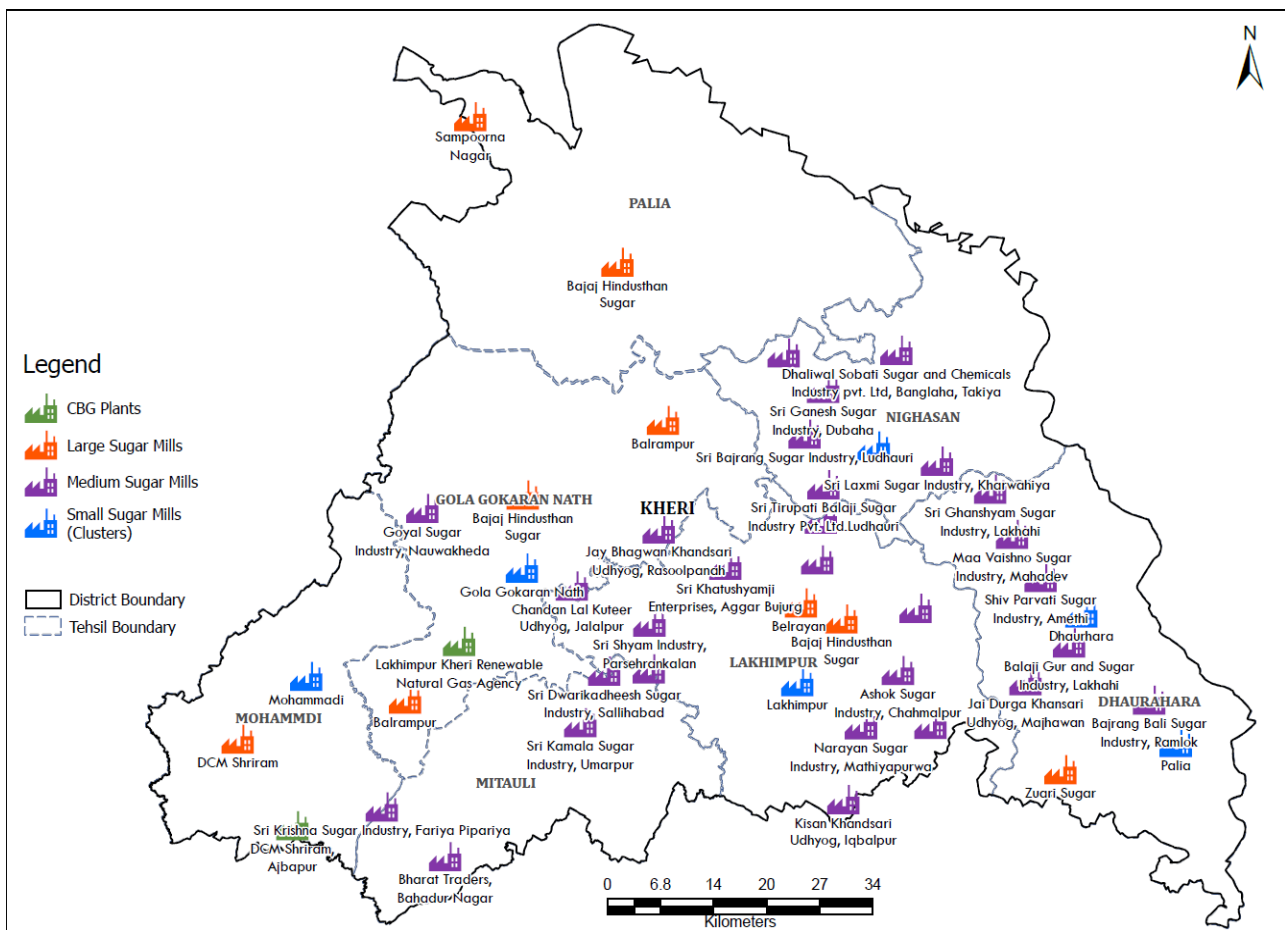 N
Sampoorna
Nagar
PALIA
Bajaj Hindusthan
Sugar
Legend
CBG Plants
Large Sugar Mills
Medium Sugar Mills
Small Sugar Mills
(Clusters)
District Boundary
Tehsil Boundary
Dhaliwal Sobati Sugar and Chemicals
Industry pvt. Ltd, Banglaha, Takiya
Sri Ganesh Sugar
Industry, Dubaha
NIGHASAN
Balrampur
Sri Bajrang Sugar Industry, Ludhauri
Sri Laxmi Sugar Industry, Kharwahiya
GOLA GOKARAN NATH
Bajaj Hindusthan
Sugar
KHERI
Sri Tirupati Balaji Sugar
Industry Pvt. Ltd.Ludhauri
Sri Ghanshyam Sugar
Industry, Lakhahi
Goyal Sugar
Industry, Nauwakheda
Jay Bhagwan Khandsari
Udhyog, Rasoolpandi
Maa Vaishno Sugar
Industry, Mahadev
Gola Gokaran Nath
Chandan Lal Kuteer
Udhyog, Jalalpur
Sri Khatushyamji
Enterprises, Aggar Bujurg
Shiv Parvati Sugar
Industry, Amethi
Belrayan
Bajaj Hindusthan
Sugar
Dhaurhara
Sri Shyam Industry,
Parsehrankalan
LAKHIMPUR
Balaji Gur and Sugar
Industry, Lakhahi
Lakhimpur Kheri Renewable
Natural Gas-Agency
Mohammadi
Sri Dwarikadheesh Sugar
Industry, Sallihabad
Lakhimpur
Ashok Sugar
Industry, Chahmalpur
Jai Durga Khansari
Udhyog, Majhawan
DHAURAHARA
MOHAMMDI
Balrampur
Bajrang Bali Sugar
Industry, Ramlok
DCM Shriram
Sri Kamala Sugar
Industry, Umarpur
Narayan Sugar
Industry, Mathiyapurwa
Palia
MITAULI
Zuari Sugar
Sri Krishna Sugar Industry, Fariya Pipariya
Kisan Khandsari
Udhyog, Iqbalpur
DCM Shriram,
Ajbapur
Bharat Traders,
Bahadur Nagar
0 6.8 14 20 27 34
Kilometers